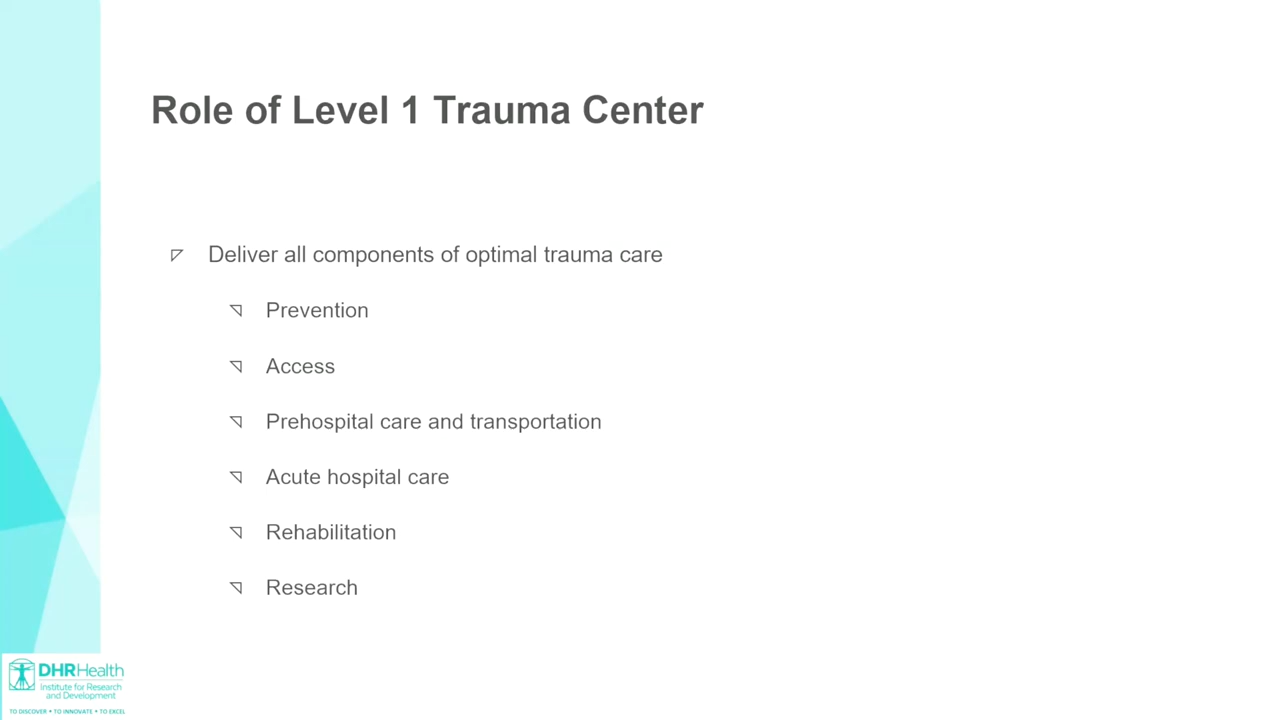 Role of Level 1 Trauma Center
Deliver all components of optimal trauma care
Prevention
Access
Prehospital care and transportation
Acute hospital care
Rehabilitation
Research
DHRHealth
Institute for Research
and Development
TO DISCOVER • TO INNOVATE • TO EXCEL